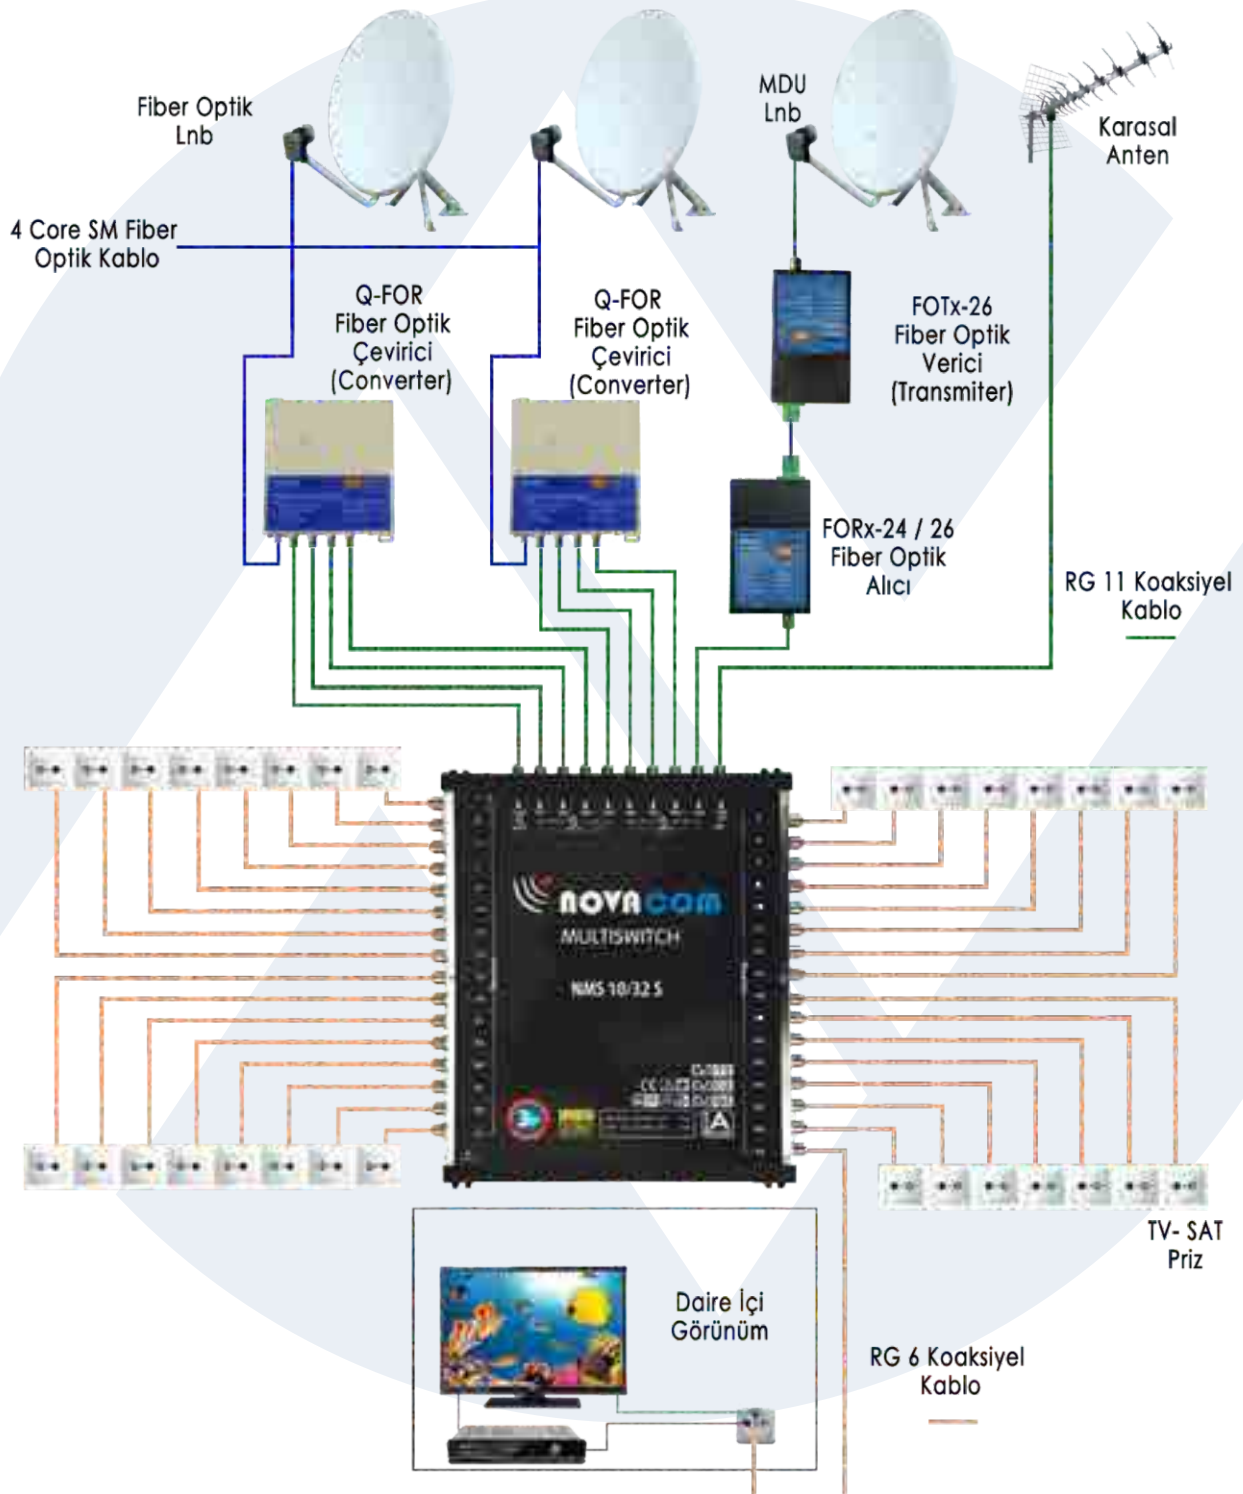 Fiber Optik
Lnb
MDU
Lnb
Karasal
Anten
4 Core SM Fiber
Optik Kablo
Q-FOR
Fiber Optik
Çevirici
(Converter)
Q-FOR
Fiber Optik
Çevirici
(Converter)
FOTx-26
Fiber Optik
Verici
(Transmiter)
FORx-24 / 26
Fiber Optik
Alıcı
RG 11 Koaksiyel
Kablo
NOVACOM
MULTISWITCH
NMS 10/32 S
TV- SAT
Priz
Daire İçi
Görünüm
RG 6 Koaksiyel
Kablo